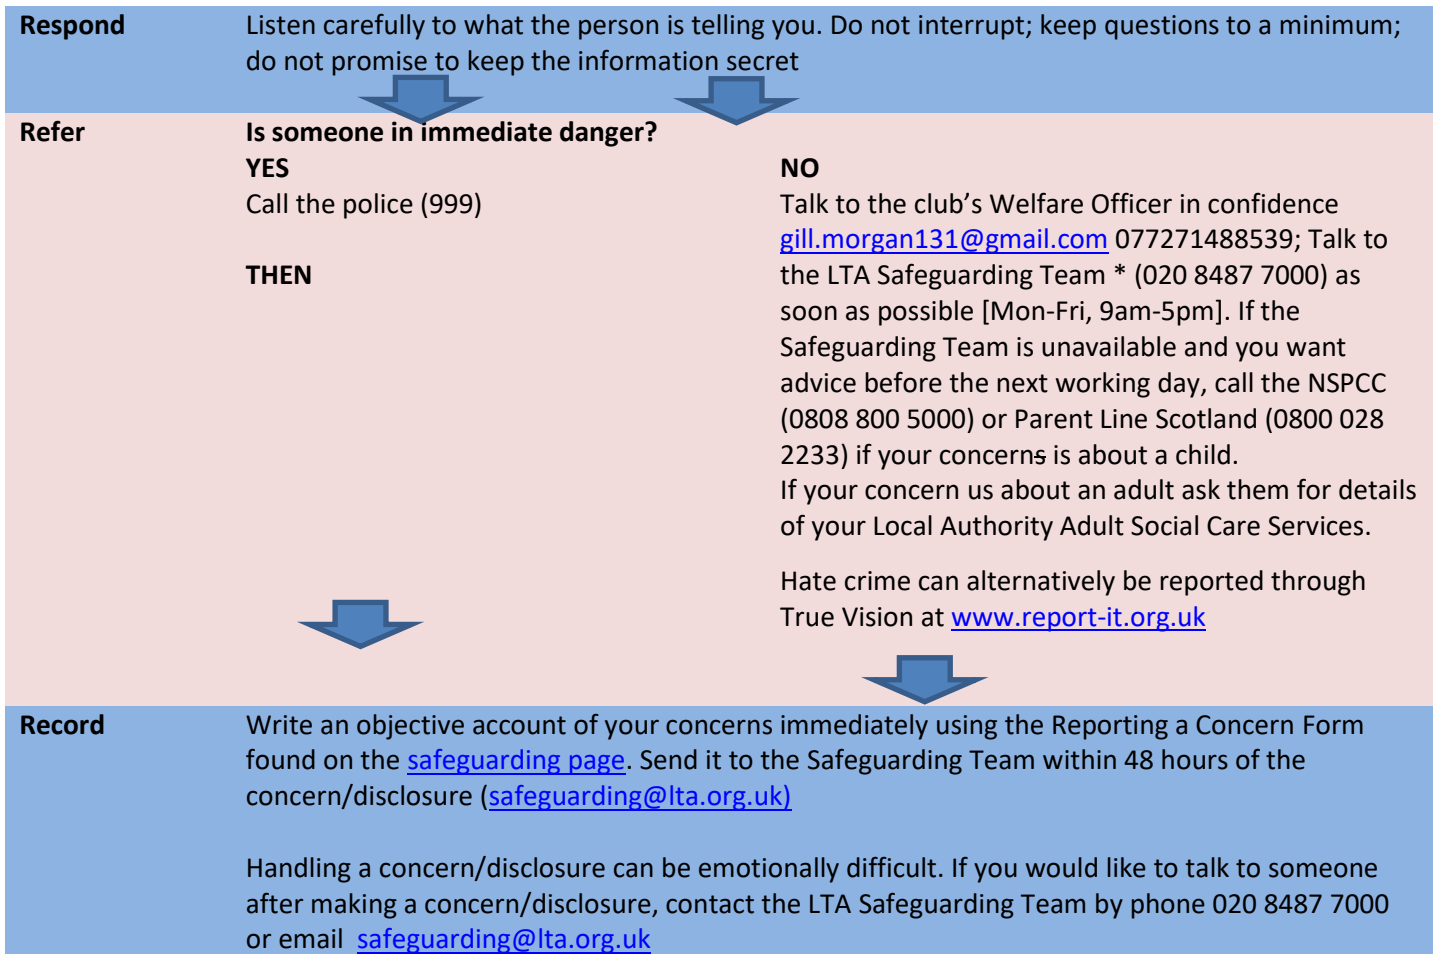 Respond
Listen carefully to what the person is telling you. Do not interrupt; keep questions to a minimum;
do not promise to keep the information secret
Refer
Is someone in immediate danger?
YES
Call the police (999)
THEN
NO
Talk to the club’s Welfare Officer in confidence
gill.morgan131@gmail.com 077271488539; Talk to
the LTA Safeguarding Team * (020 8487 7000) as
soon as possible [Mon-Fri, 9am-5pm]. If the
Safeguarding Team is unavailable and you want
advice before the next working day, call the NSPCC
(0808 800 5000) or Parent Line Scotland (0800 028
2233) if your concerns is about a child.
If your concern us about an adult ask them for details
of your Local Authority Adult Social Care Services.
Hate crime can alternatively be reported through
True Vision at www.report-it.org.uk
Record
Write an objective account of your concerns immediately using the Reporting a Concern Form
found on the safeguarding page. Send it to the Safeguarding Team within 48 hours of the
concern/disclosure (safeguarding@lta.org.uk)
Handling a concern/disclosure can be emotionally difficult. If you would like to talk to someone
after making a concern/disclosure, contact the LTA Safeguarding Team by phone 020 8487 7000
or email safeguarding@lta.org.uk